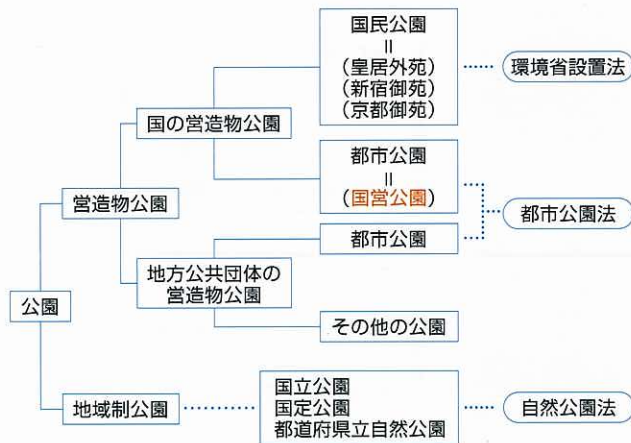 国民公園
＝
（皇居外苑）
（新宿御苑）
（京都御苑）
環境省設置法
国の営造物公園
都市公園
＝
（国営公園）
営造物公園
都市公園法
都市公園
地方公共団体の
営造物公園
公園
その他の公園
地域制公園
国立公園
国定公園
都道府県立自然公園
自然公園法